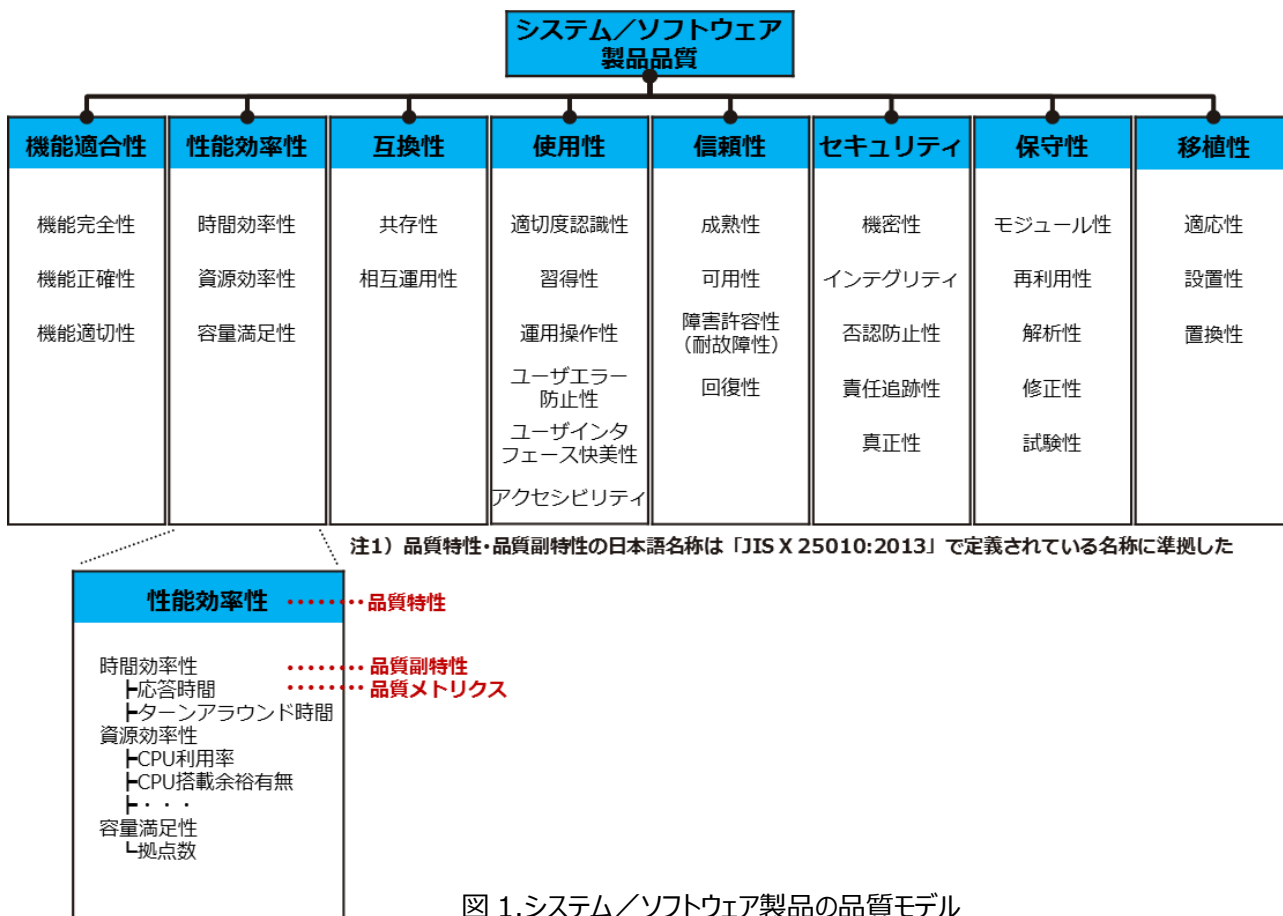 システム／ソフトウェア
製品品質
機能適合性
性能効率性
互換性
使用性
信頼性
セキュリティ
保守性
移植性
機能完全性
機能正確性
機能適切性
時間効率性
資源効率性
容量満足性
共存性
相互運用性
適切度認識性
習得性
運用操作性
ユーザエラー
防止性
ユーザインタ
フェース快美性
アクセシビリティ
成熟性
可用性
障害許容性
（耐故障性）
回復性
機密性
インテグリティ
否認防止性
責任追跡性
真正性
モジュール性
再利用性
解析性
修正性
試験性
適応性
設置性
置換性
注1）品質特性・品質副特性の日本語名称は「JIS X 25010:2013」で定義されている名称に準拠した
性能効率性 ・・・・・・・・品質特性
時間効率性 ・・・・・・・・品質副特性
┣応答時間 ・・・・・・・・品質メトリクス
┣ターンアラウンド時間
資源効率性
┣CPU利用率
┣CPU搭載余裕有無
┣・・・
容量満足性
┗拠点数
図 1.システム／ソフトウェア製品の品質モデル